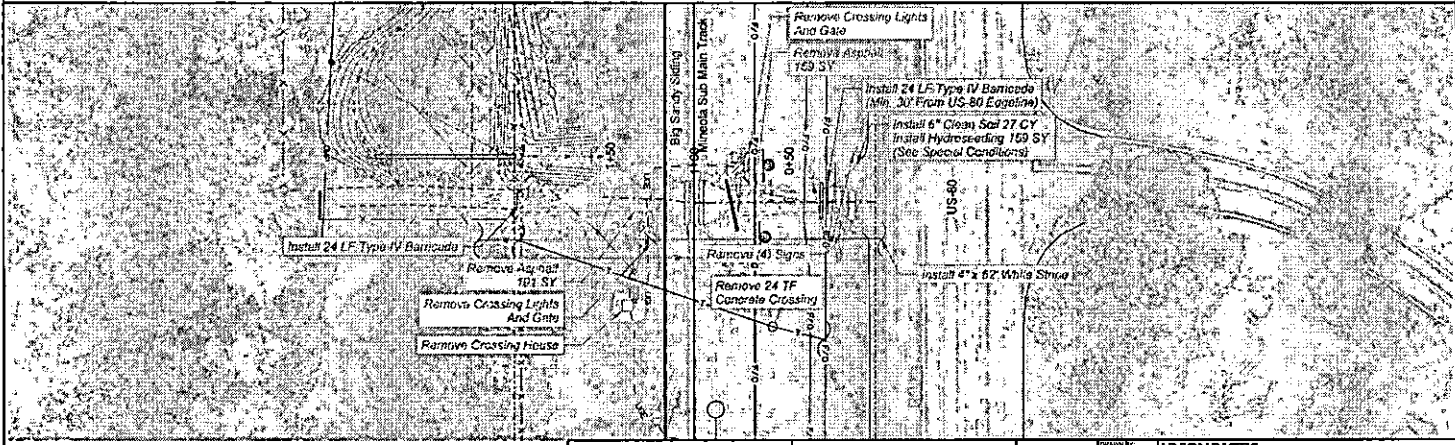 Remove Crossing Lights
And Gate
Remove Asphalt
159 SY
Install 24 LF Type IV Barricade
(Min. 30' From US-80 Edgeline)
Install 6" Clean Soil 27 CY
Install Hydroseeding 159 SY
(See Special Conditions)
Big Sandy Siding
Mineola Sub Main Track
1+50
1+00
0+50
US-80
Install 24 LF Type IV Barricade
Remove Asphalt
101 SY
Remove Crossing Lights
And Gate
Remove Crossing House
Remove (4) Signs
Remove 24 TF
Concrete Crossing
Install 4" x 62' White Stripe